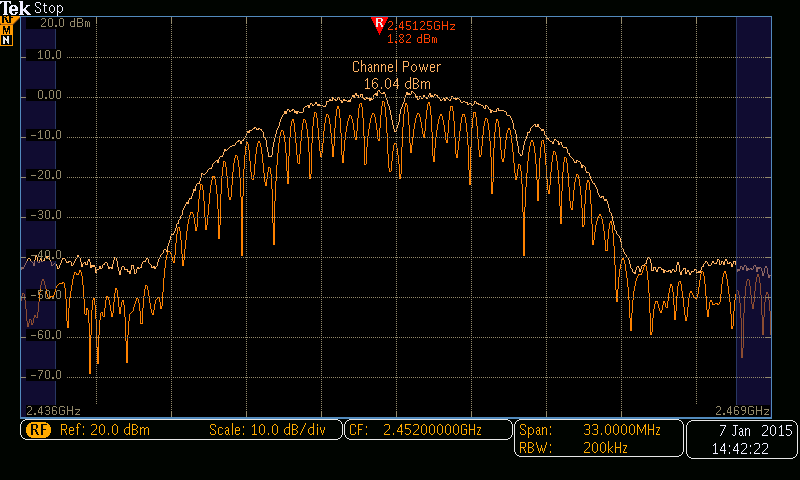 Tek Stop
R
M
N
20.0 dBm
R 2.45125GHz
1.82 dBm
10.0
Channel Power
16.04 dBm
0.00
-10.0
-20.0
-30.0
-40.0
-50.0
-60.0
-70.0
2.436GHz 2.469GHz
RF Ref: 20.0 dBm Scale: 10.0 dB/div CF: 2.45200000GHz Span: 33.0000MHz 7 Jan 2015
RBW: 200kHz 14:42:22